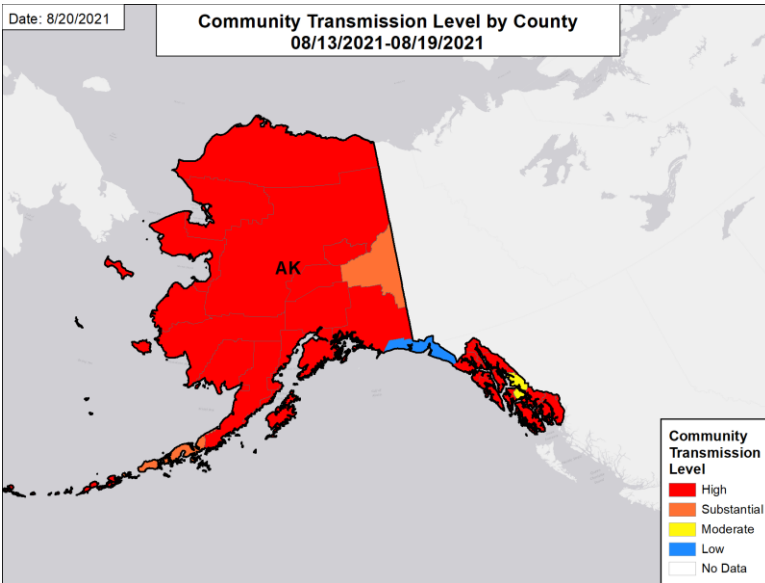 Date: 8/20/2021
Community Transmission Level by County
08/13/2021-08/19/2021
AK
Community
Transmission
Level
High
Substantial
Moderate
Low
No Data